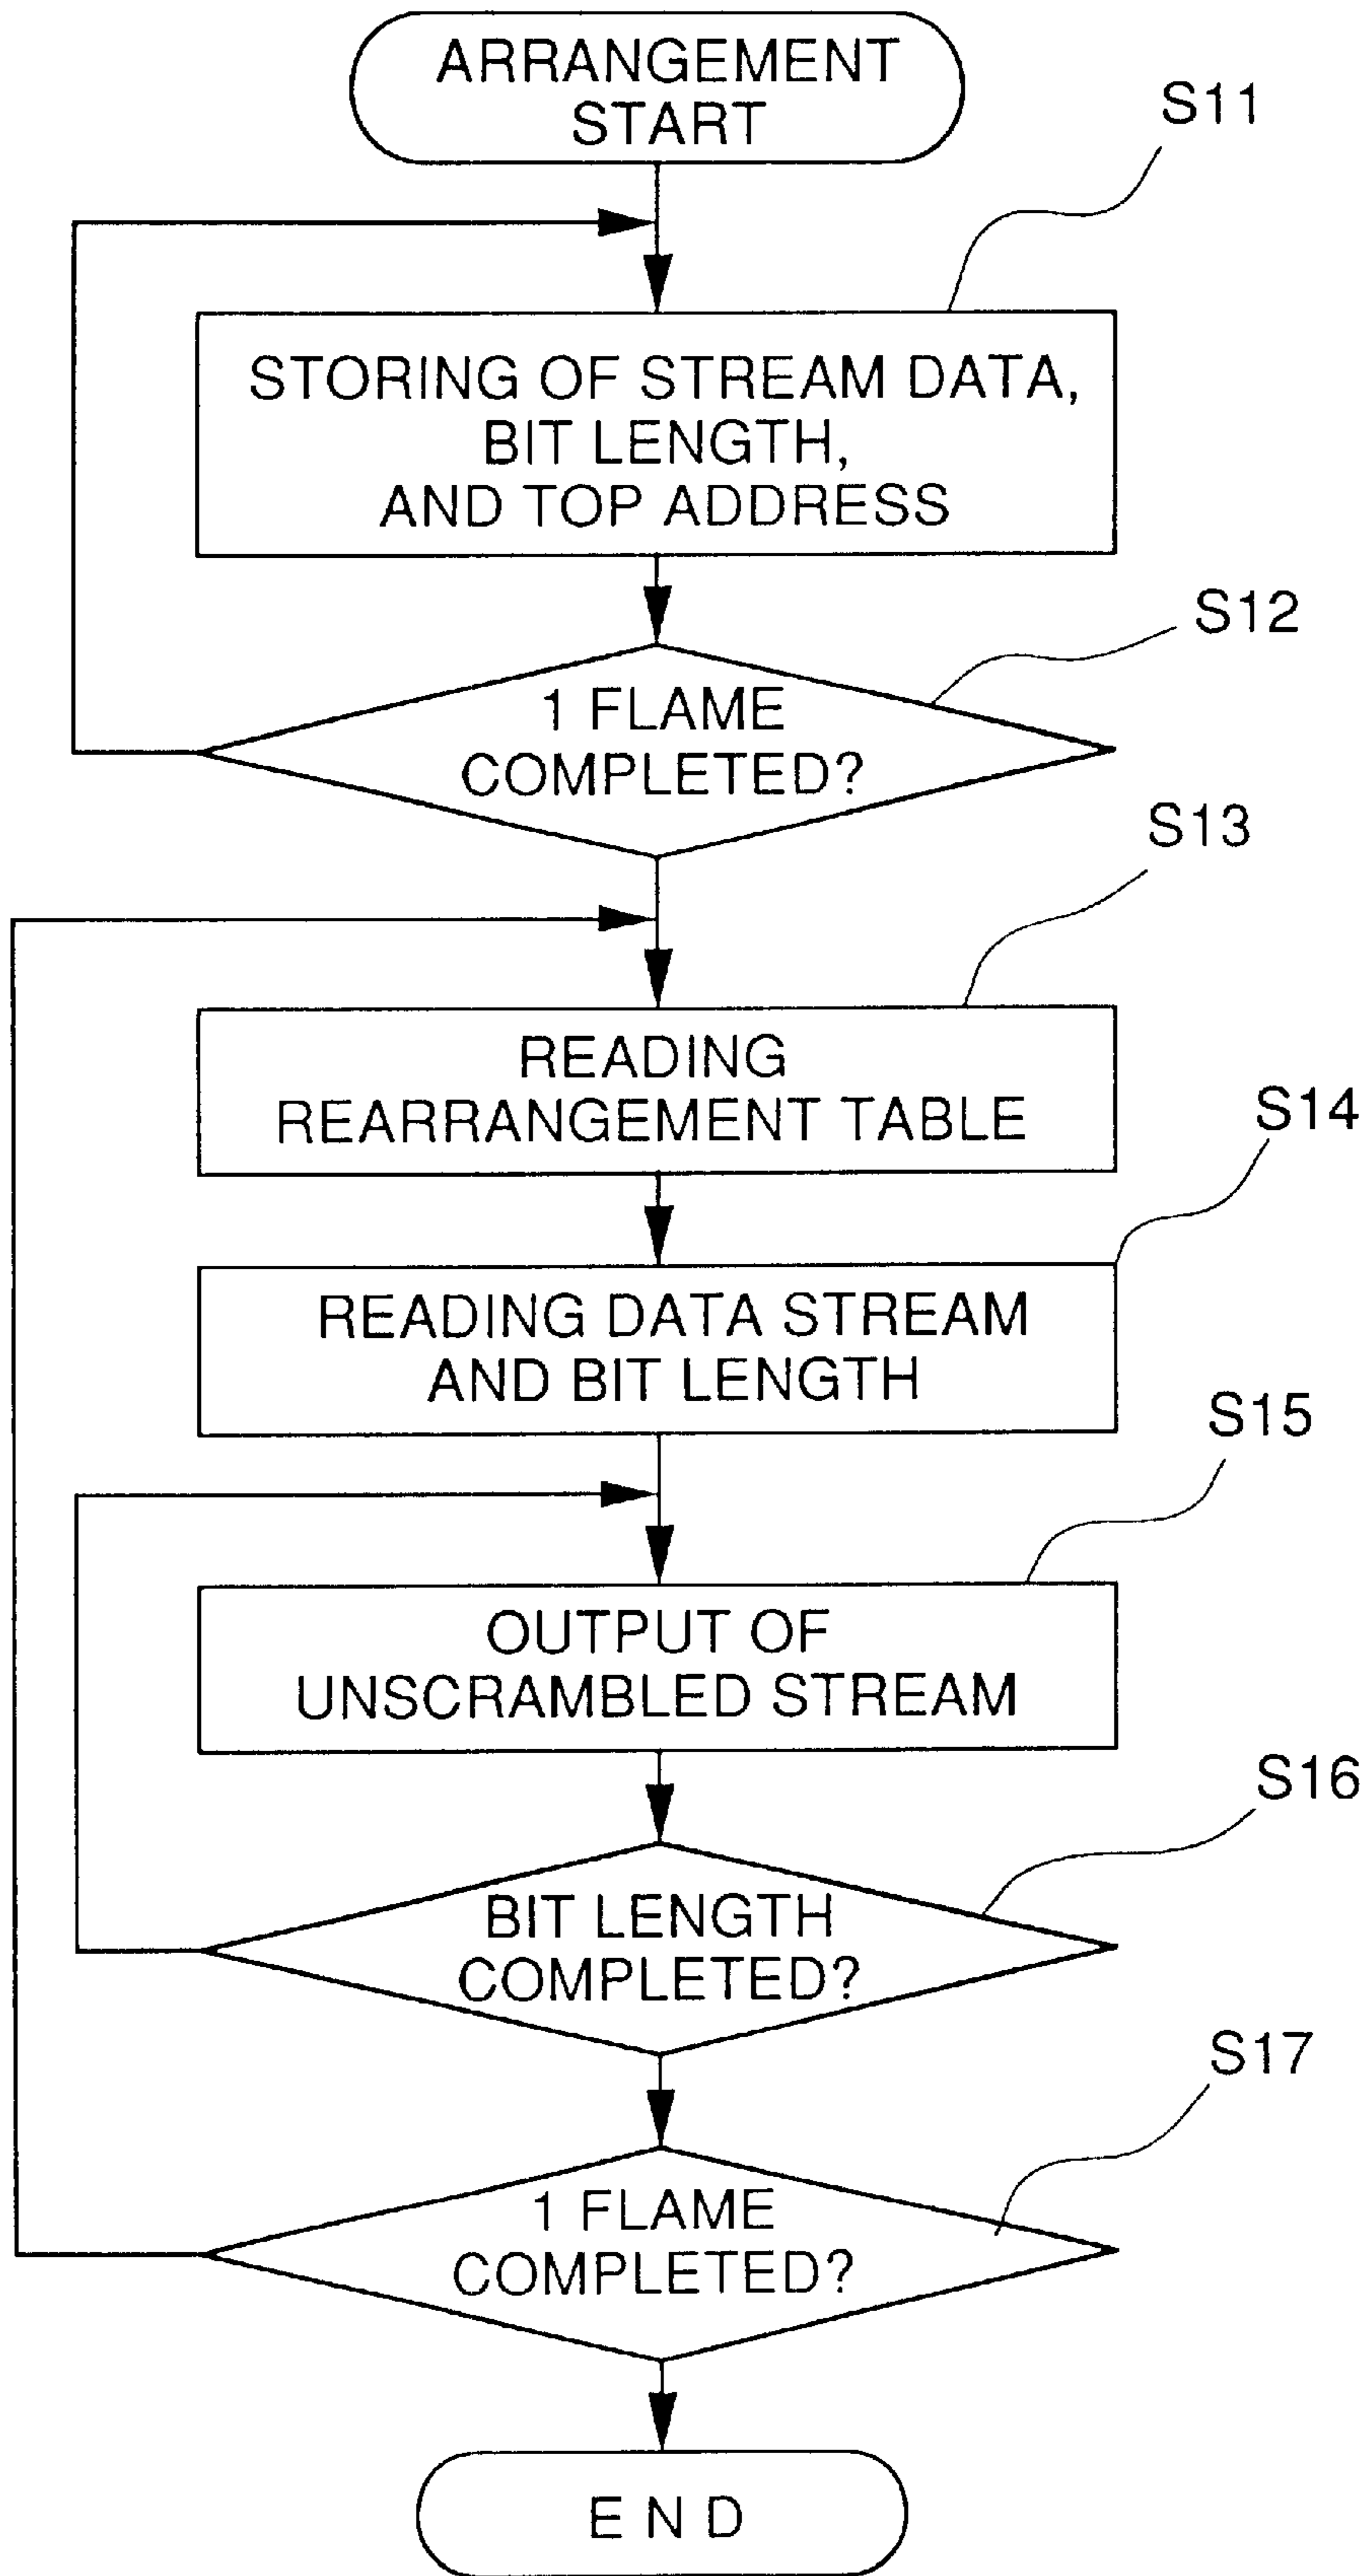 ARRANGEMENT
START
S11
STORING OF STREAM DATA,
BIT LENGTH,
AND TOP ADDRESS
S12
1 FLAME
COMPLETED?
S13
READING
REARRANGEMENT TABLE
S14
READING DATA STREAM
AND BIT LENGTH
S15
OUTPUT OF
UNSCRAMBLED STREAM
S16
BIT LENGTH
COMPLETED?
S17
1 FLAME
COMPLETED?
END